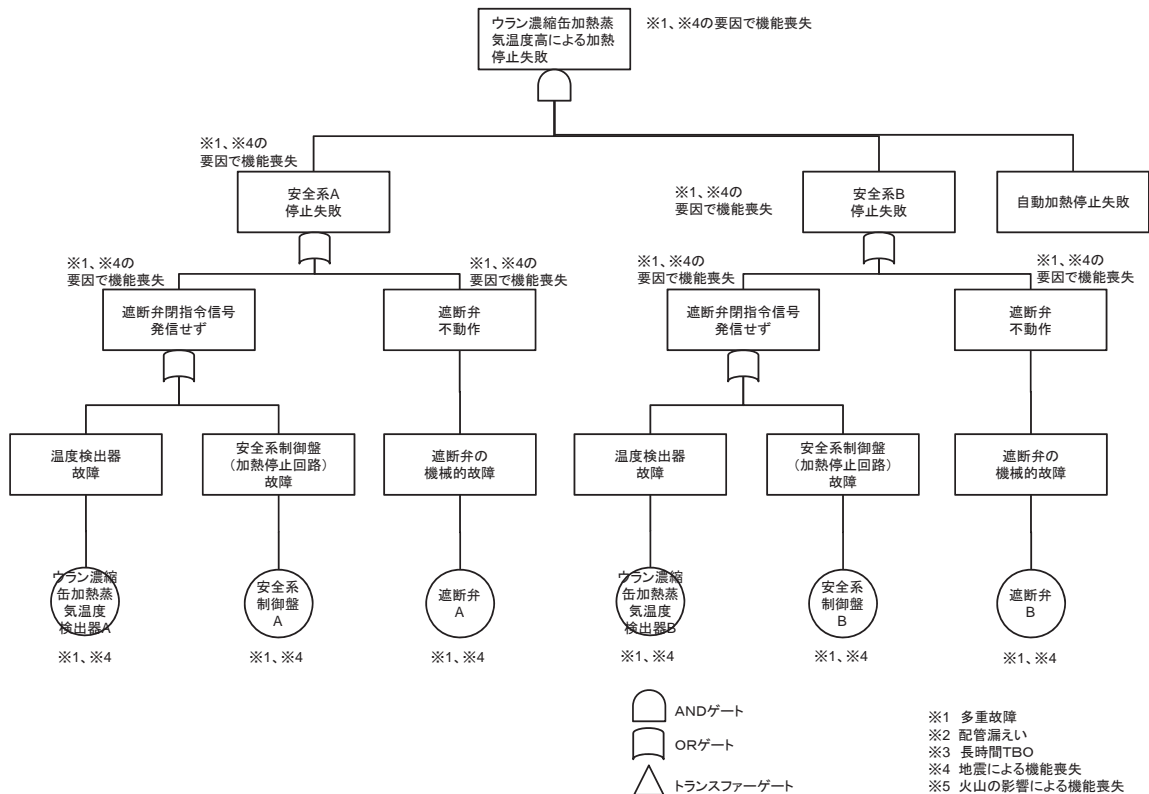 ウラン濃縮缶加熱蒸
気温度高による加熱
停止失敗
※1、※4の要因で機能喪失
※1、※4の
要因で機能喪失
安全系A
停止失敗
※1、※4の
要因で機能喪失
安全系B
停止失敗
自動加熱停止失敗
※1、※4の
要因で機能喪失
遮断弁閉指令信号
発信せず
※1、※4の
要因で機能喪失
遮断弁
不動作
※1、※4の
要因で機能喪失
遮断弁閉指令信号
発信せず
※1、※4の
要因で機能喪失
遮断弁
不動作
温度検出器
故障
安全系制御盤
(加熱停止回路)
故障
遮断弁の
機械的故障
温度検出器
故障
安全系制御盤
(加熱停止回路)
故障
遮断弁の
機械的故障
ウラン濃縮
缶加熱蒸
気温度
検出器A
安全系
制御盤
A
遮断弁
A
ウラン濃縮
缶加熱蒸
気温度
検出器B
安全系
制御盤
B
遮断弁
B
※1、※4
※1、※4
※1、※4
※1、※4
※1、※4
※1、※4
ANDゲート
ORゲート
トランスファーゲート
※1 多重故障
※2 配管漏えい
※3 長時間TBO
※4 地震による機能喪失
※5 火山の影響による機能喪失